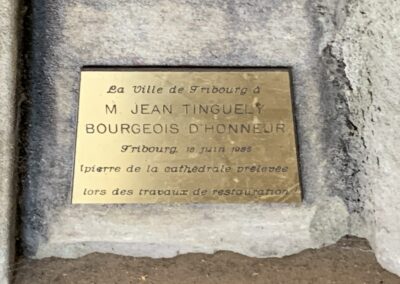 La Ville de Fribourg à
M. JEAN TINGUELY
BOURGEOIS D'HONNEUR
Fribourg, 18 juin 1985
(pierre de la cathédrale prélevée
lors des travaux de restauration